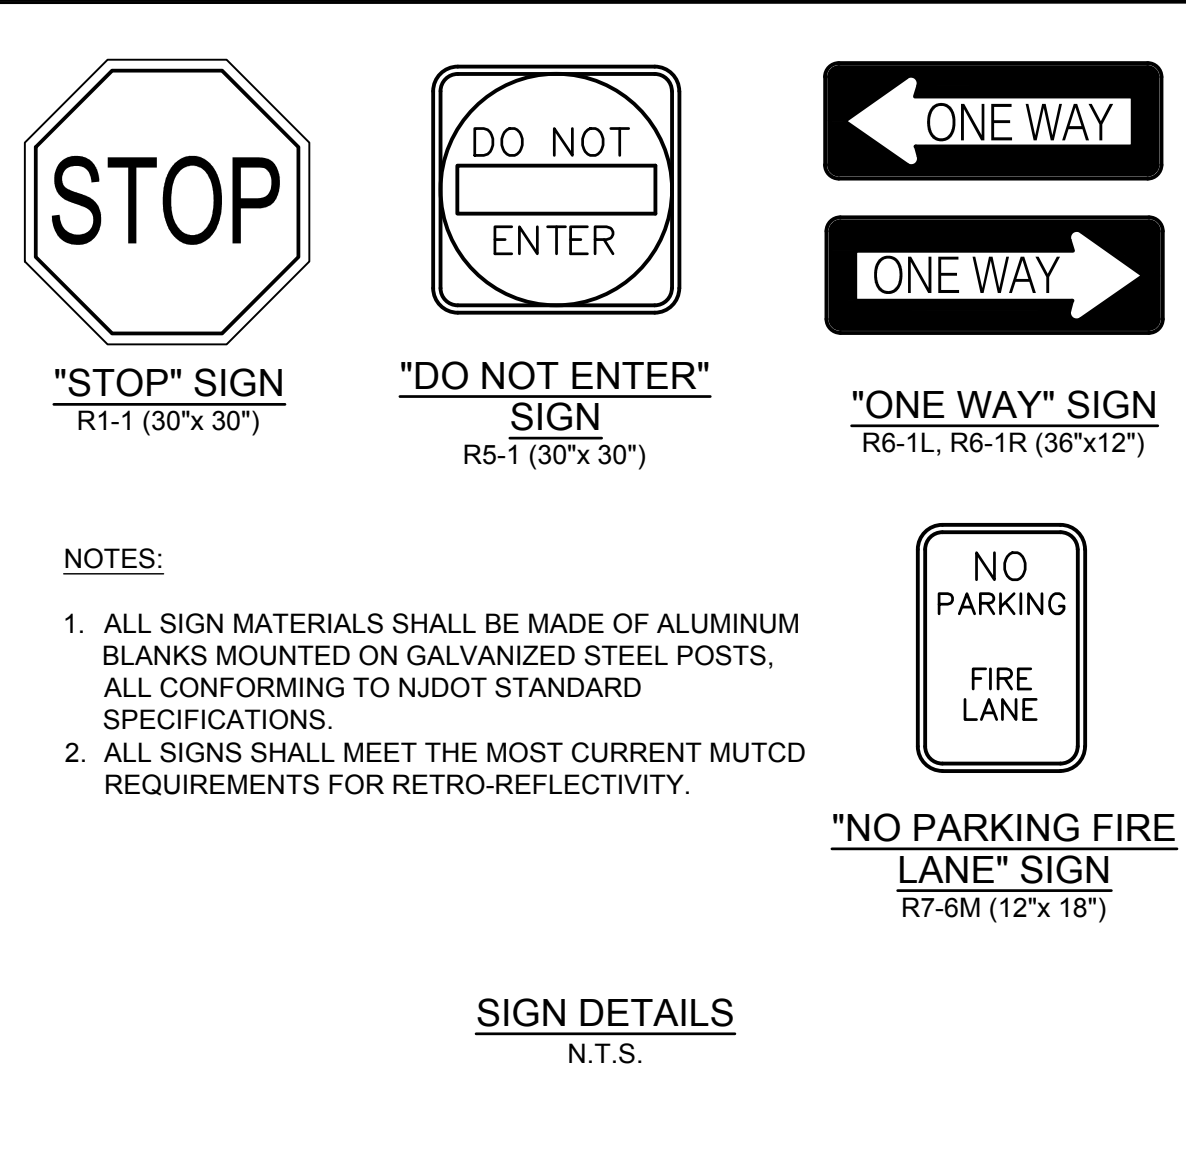 STOP
"STOP" SIGN
R1-1 (30"x 30")
DO NOT
ENTER
"DO NOT ENTER"
SIGN
R5-1 (30"x 30")
ONE WAY
ONE WAY
"ONE WAY" SIGN
R6-1L, R6-1R (36"x12")
NOTES:
1. ALL SIGN MATERIALS SHALL BE MADE OF ALUMINUM
BLANKS MOUNTED ON GALVANIZED STEEL POSTS,
ALL CONFORMING TO NJDOT STANDARD
SPECIFICATIONS.
2. ALL SIGNS SHALL MEET THE MOST CURRENT MUTCD
REQUIREMENTS FOR RETRO-REFLECTIVITY.
NO
PARKING
FIRE
LANE
"NO PARKING FIRE
LANE" SIGN
R7-6M (12"x 18")
SIGN DETAILS
N.T.S.